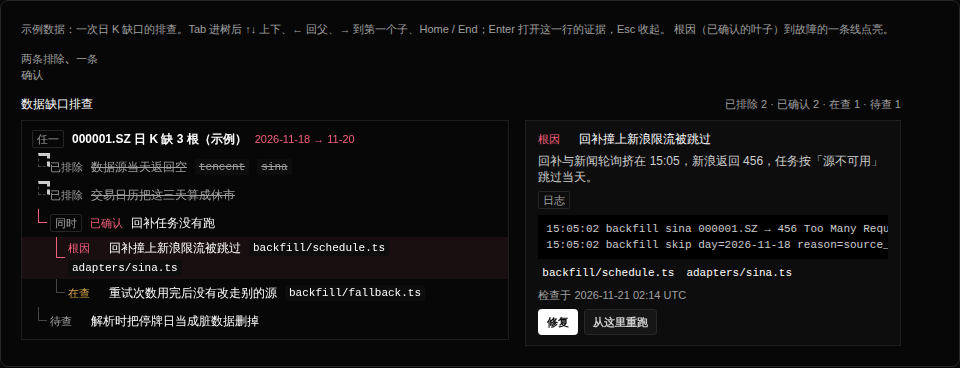 示例数据：一次日 K 缺口的排查。Tab 进树后 ↑↓ 上下、← 回父、→ 到第一个子、Home / End；Enter 打开这一行的证据，Esc 收起。 根因（已确认的叶子）到故障的一条线点亮。
两条排除、一条
确认
数据缺口排查
已排除 2 · 已确认 2 · 在查 1 · 待查 1
任一 000001.SZ 日 K 缺 3 根（示例） 2026-11-18 → 11-20
已排除 数据源当天返回空 tencent sina
已排除 交易日历把这三天算成休市
同时 已确认 回补任务没有跑
根因 回补撞上新浪限流被跳过 backfill/schedule.ts
adapters/sina.ts
在查 重试次数用完后没有改走别的源 backfill/fallback.ts
待查 解析时把停牌日当成脏数据删掉
根因 回补撞上新浪限流被跳过
回补与新闻轮询挤在 15:05，新浪返回 456，任务按「源不可用」
跳过当天。
日志
15:05:02 backfill sina 000001.SZ → 456 Too Many Requ
15:05:02 backfill skip day=2026-11-18 reason=source_
backfill/schedule.ts adapters/sina.ts
检查于 2026-11-21 02:14 UTC
修复 从这里重跑